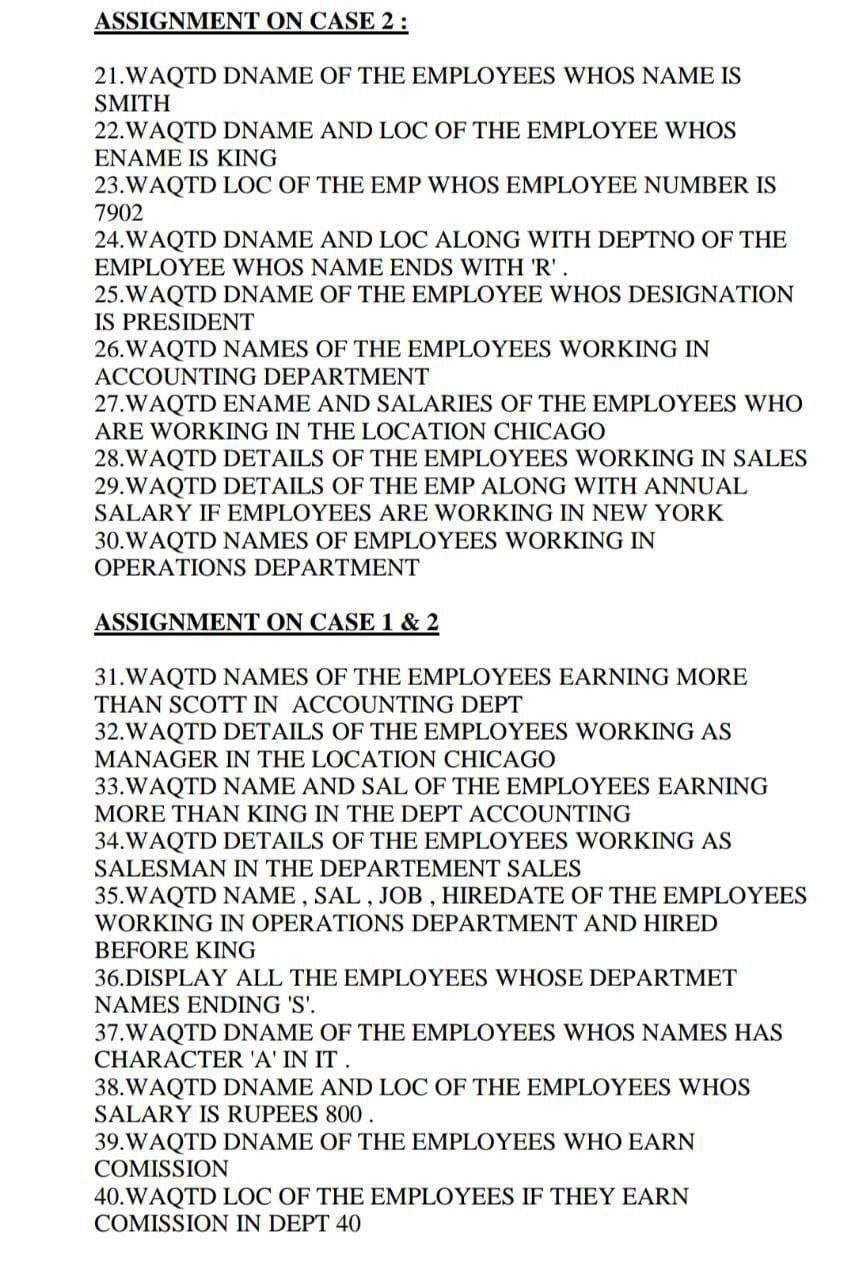 ASSIGNMENT ON CASE 2 :
21.WAQTD DNAME OF THE EMPLOYEES WHOS NAME IS
SMITH
22.WAQTD DNAME AND LOC OF THE EMPLOYEE WHOS
ENAME IS KING
23.WAQTD LOC OF THE EMP WHOS EMPLOYEE NUMBER IS
7902
24.WAQTD DNAME AND LOC ALONG WITH DEPTNO OF THE
EMPLOYEE WHOS NAME ENDS WITH 'R' .
25.WAQTD DNAME OF THE EMPLOYEE WHOS DESIGNATION
IS PRESIDENT
26.WAQTD NAMES OF THE EMPLOYEES WORKING IN
ACCOUNTING DEPARTMENT
27.WAQTD ENAME AND SALARIES OF THE EMPLOYEES WHO
ARE WORKING IN THE LOCATION CHICAGO
28.WAQTD DETAILS OF THE EMPLOYEES WORKING IN SALES
29.WAQTD DETAILS OF THE EMP ALONG WITH ANNUAL
SALARY IF EMPLOYEES ARE WORKING IN NEW YORK
30.WAQTD NAMES OF EMPLOYEES WORKING IN
OPERATIONS DEPARTMENT
ASSIGNMENT ON CASE 1 & 2
31.WAQTD NAMES OF THE EMPLOYEES EARNING MORE
THAN SCOTT IN  ACCOUNTING DEPT
32.WAQTD DETAILS OF THE EMPLOYEES WORKING AS
MANAGER IN THE LOCATION CHICAGO
33.WAQTD NAME AND SAL OF THE EMPLOYEES EARNING
MORE THAN KING IN THE DEPT ACCOUNTING
34.WAQTD DETAILS OF THE EMPLOYEES WORKING AS
SALESMAN IN THE DEPARTEMENT SALES
35.WAQTD NAME , SAL , JOB , HIREDATE OF THE EMPLOYEES
WORKING IN OPERATIONS DEPARTMENT AND HIRED
BEFORE KING
36.DISPLAY ALL THE EMPLOYEES WHOSE DEPARTMET
NAMES ENDING 'S'.
37.WAQTD DNAME OF THE EMPLOYEES WHOS NAMES HAS
CHARACTER 'A' IN IT .
38.WAQTD DNAME AND LOC OF THE EMPLOYEES WHOS
SALARY IS RUPEES 800 .
39.WAQTD DNAME OF THE EMPLOYEES WHO EARN
COMISSION
40.WAQTD LOC OF THE EMPLOYEES IF THEY EARN
COMISSION IN DEPT 40